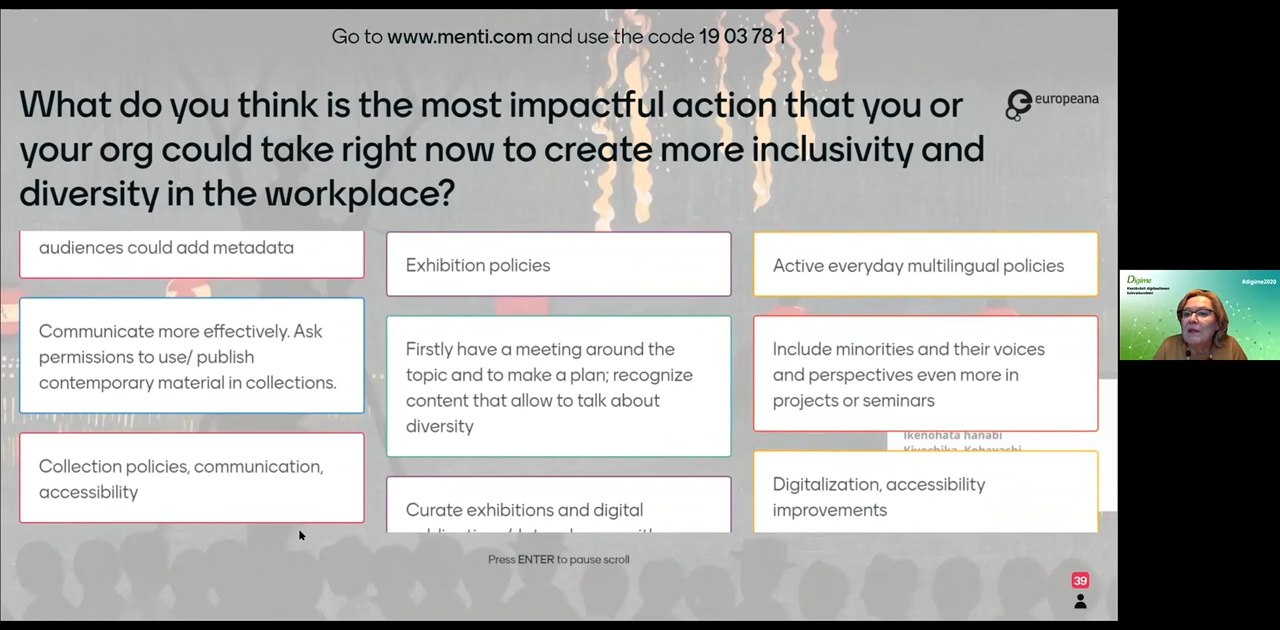 Go to www.menti.com and use the code 19 03 78 1
What do you think is the most impactful action that you or
your org could take right now to create more inclusivity and
diversity in the workplace?
europeana
audiences could add metadata
Communicate more effectively. Ask
permissions to use/ publish
contemporary material in collections.
Collection policies, communication,
accessibility
Exhibition policies
Firstly have a meeting around the
topic and to make a plan; recognize
content that allow to talk about
diversity
Curate exhibitions and digital
Active everyday multilingual policies
Include minorities and their voices
and perspectives even more in
projects or seminars
Ikenohata hanabi
Kiyochika, Kobayashi
Digitalization, accessibility
improvements
Press ENTER to pause scroll
39
Digime
#digime2020